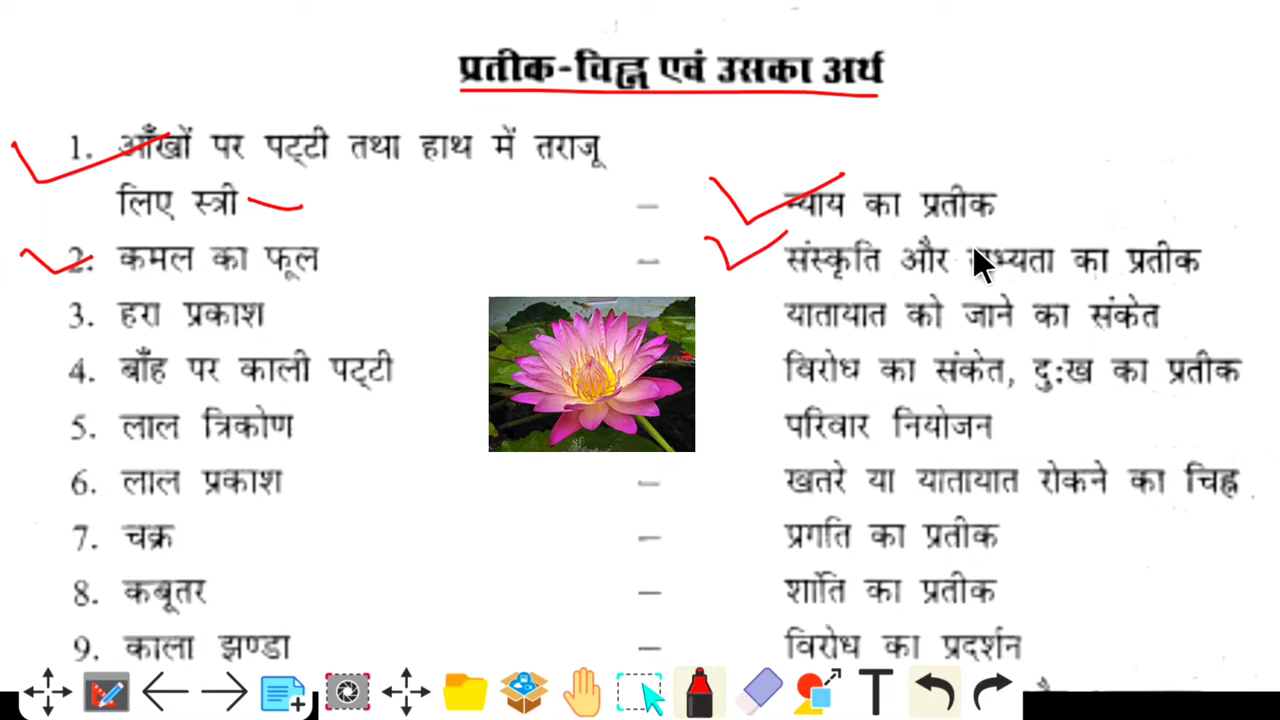 प्रतीक-चिह्न एवं उसका अर्थ
1. आँखों पर पट्टी तथा हाथ में तराजू
लिए स्त्री – न्याय का प्रतीक
2. कमल का फूल – संस्कृति और सभ्यता का प्रतीक
3. हरा प्रकाश यातायात को जाने का संकेत
4. बाँह पर काली पट्टी विरोध का संकेत, दुःख का प्रतीक
5. लाल त्रिकोण परिवार नियोजन
6. लाल प्रकाश – खतरे या यातायात रोकने का चिह्न
7. चक्र – प्रगति का प्रतीक
8. कबूतर – शांति का प्रतीक
9. काला झण्डा – विरोध का प्रदर्शन
T